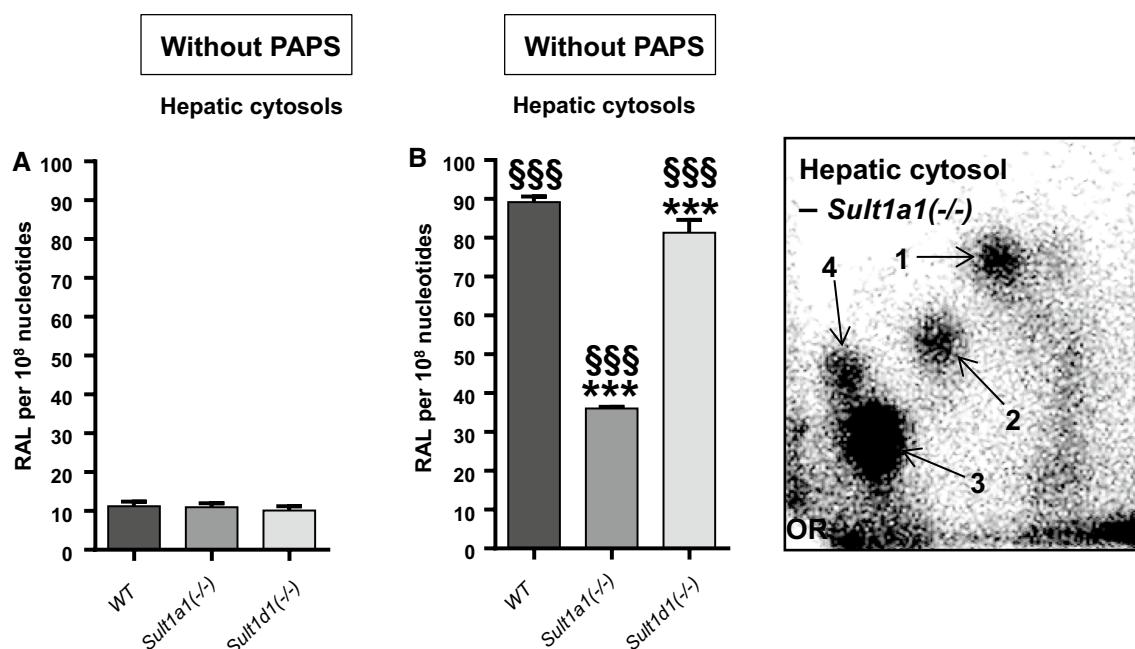 Without PAPS
Hepatic cytosols
A
RAL per 10⁸ nucleotides
100
90
80
70
60
50
40
30
20
10
0
WT
Sult1a1(-/-)
Sult1d1(-/-)
Without PAPS
Hepatic cytosols
B
RAL per 10⁸ nucleotides
100
90
80
70
60
50
40
30
20
10
0
§§§
§§§
***
§§§
***
WT
Sult1a1(-/-)
Sult1d1(-/-)
Hepatic cytosol
– Sult1a1(-/-)
1
4
2
3
OR